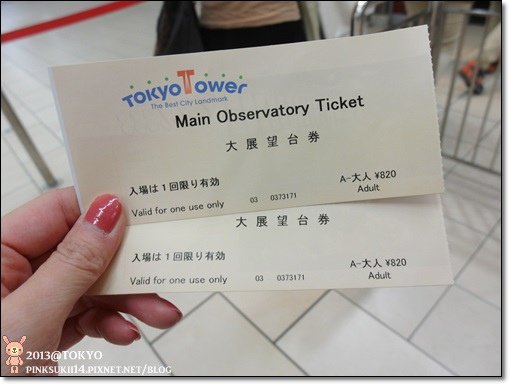 TOKYO TOWER
The Best City Landmark
Main Observatory Ticket
大展望台券
入場は1回限り有効
A-大人 ¥820
Valid for one use only
03 0373171
Adult
大展望台券
入場は1回限り有効
A-大人 ¥820
Valid for one use only
03 0373171
Adult
2013@TOKYO
PINKSUKII14.PIXNET.NET/BLOG